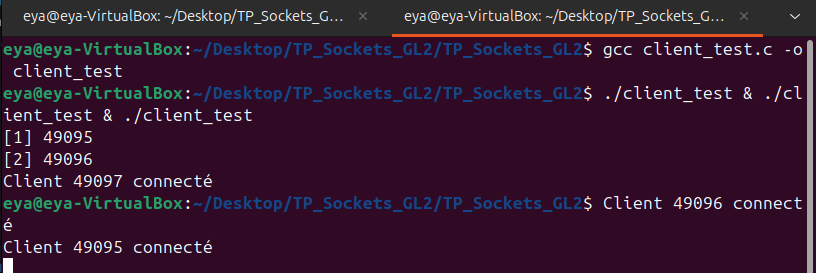 eya@eya-VirtualBox: ~/Desktop/TP_Sockets_G... × eya@eya-VirtualBox: ~/Desktop/TP_Sockets_G... ×
eya@eya-VirtualBox:~/Desktop/TP_Sockets_GL2/TP_Sockets_GL2$ gcc client_test.c -o
 client_test
eya@eya-VirtualBox:~/Desktop/TP_Sockets_GL2/TP_Sockets_GL2$ ./client_test & ./cl
ient_test & ./client_test
[1] 49095
[2] 49096
Client 49097 connecté
eya@eya-VirtualBox:~/Desktop/TP_Sockets_GL2/TP_Sockets_GL2$ Client 49096 connect
é
Client 49095 connecté